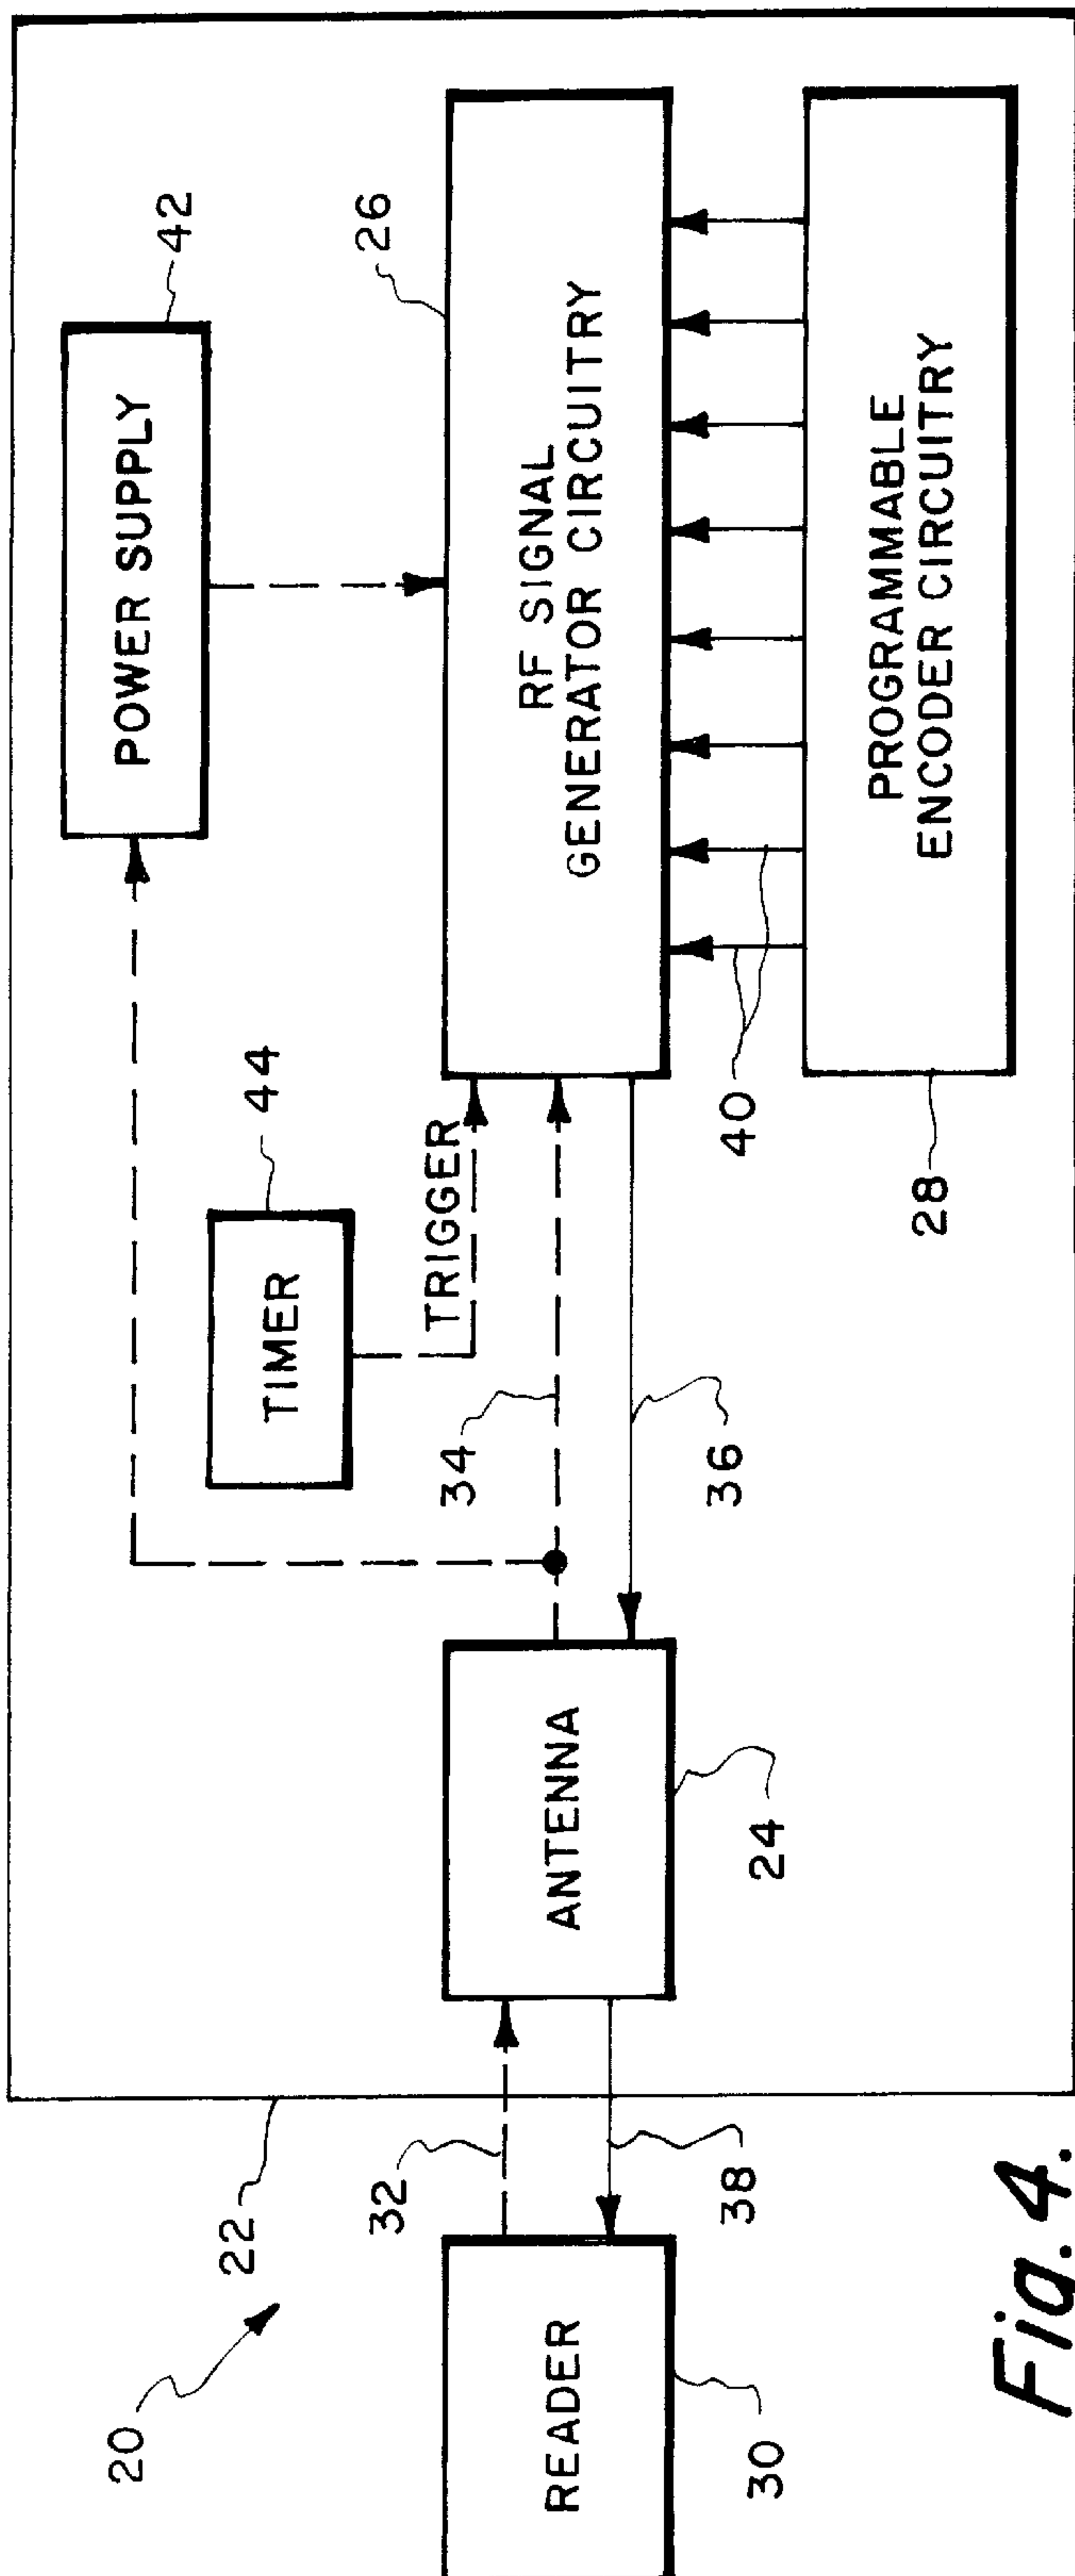 20
22
32
READER
30
38
ANTENNA
24
34
36
TIMER
44
TRIGGER
POWER SUPPLY
42
26
RF SIGNAL
GENERATOR CIRCUITRY
40
PROGRAMMABLE
ENCODER CIRCUITRY
28
Fig. 4.